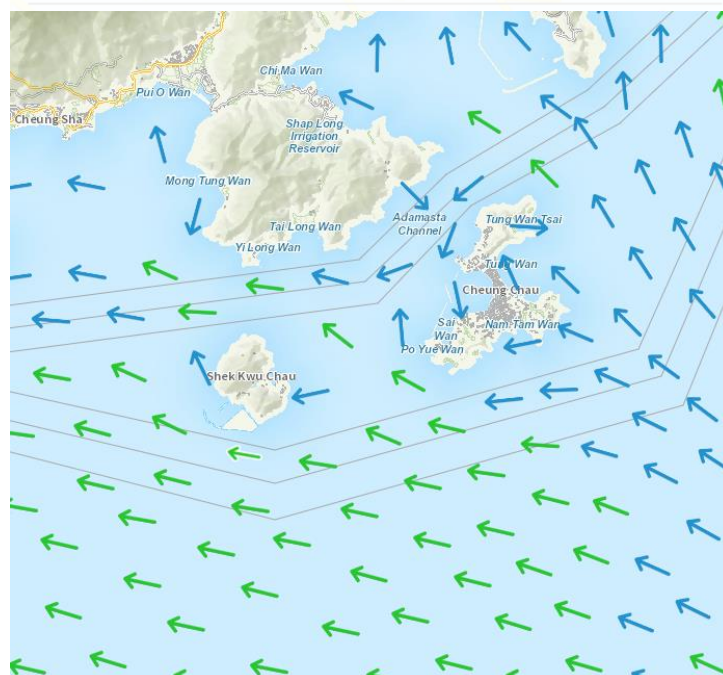 Chi Ma Wan
Pui O Wan
Cheung Sha
Shap Long
Irrigation
Reservoir
Mong Tung Wan
Tai Long Wan
Adamasta
Channel
Tung Wan Tsai
Yi Long Wan
Tung Wan
Cheung Chau
Sai
Wan
Nam Tam Wan
Po Yue Wan
Shek Kwu Chau